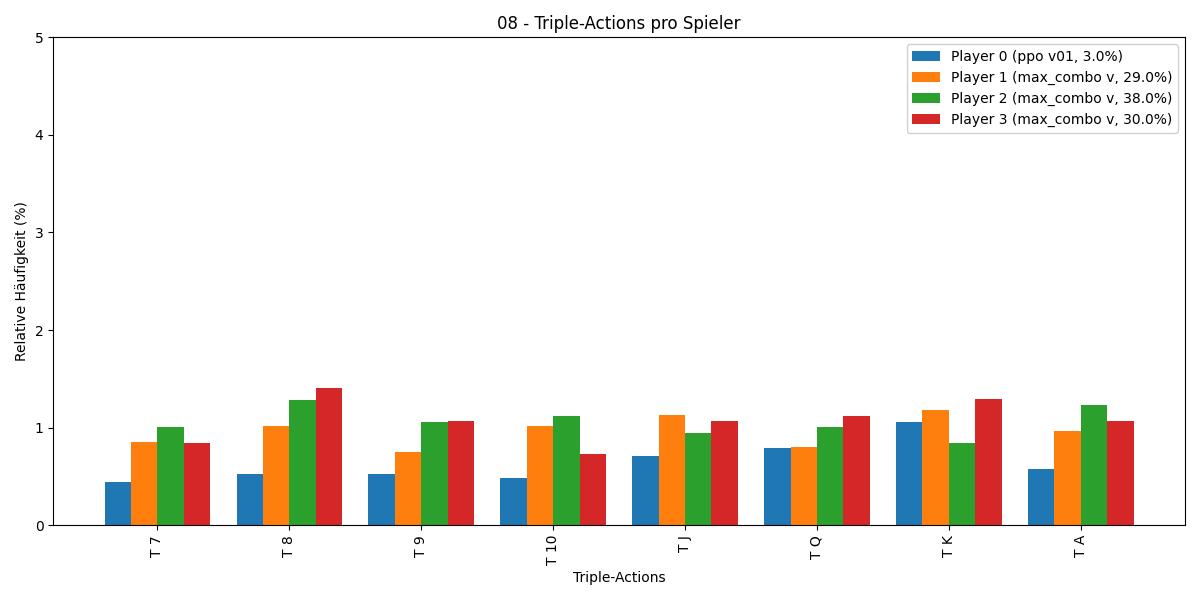 08 - Triple-Actions pro Spieler
Player 0 (ppo v01, 3.0%)
Player 1 (max_combo v, 29.0%)
Player 2 (max_combo v, 38.0%)
Player 3 (max_combo v, 30.0%)
Relative Häufigkeit (%)
5
4
3
2
1
0
T 7
T 8
T 9
T 10
T J
T Q
T K
T A
Triple-Actions